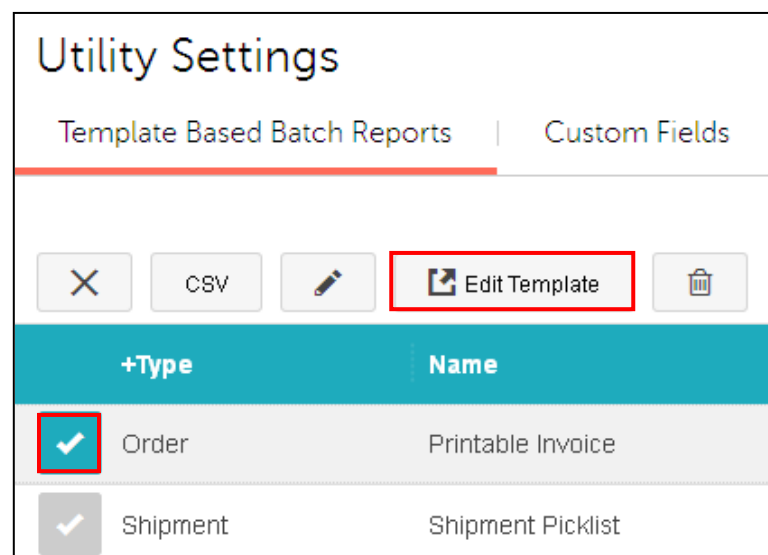 Utility Settings
Template Based Batch Reports | Custom Fields
CSV Edit Template
+Type Name
Order Printable Invoice
Shipment Shipment Picklist